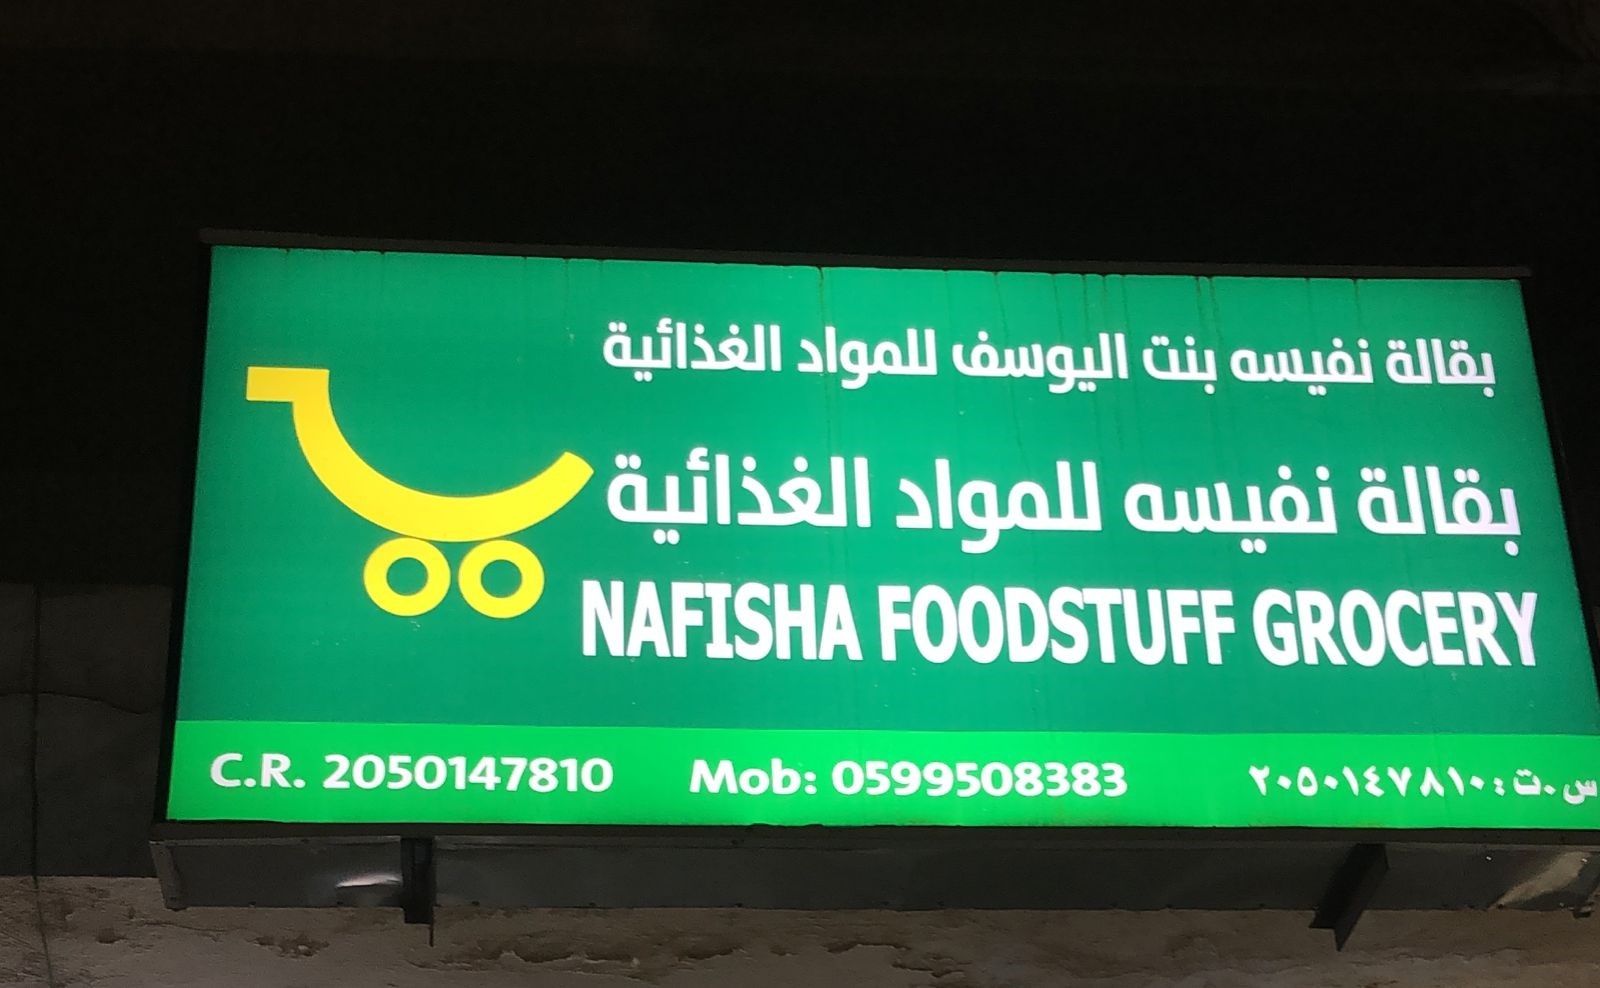 بقالة نفيسه بنت اليوسف للمواد الغذائية
بقالة نفيسه للمواد الغذائية
NAFISHA FOODSTUFF GROCERY
C.R. 2050147810 Mob: 0599508383 س.ت: ٢٠٥٠١٤٧٨١٠